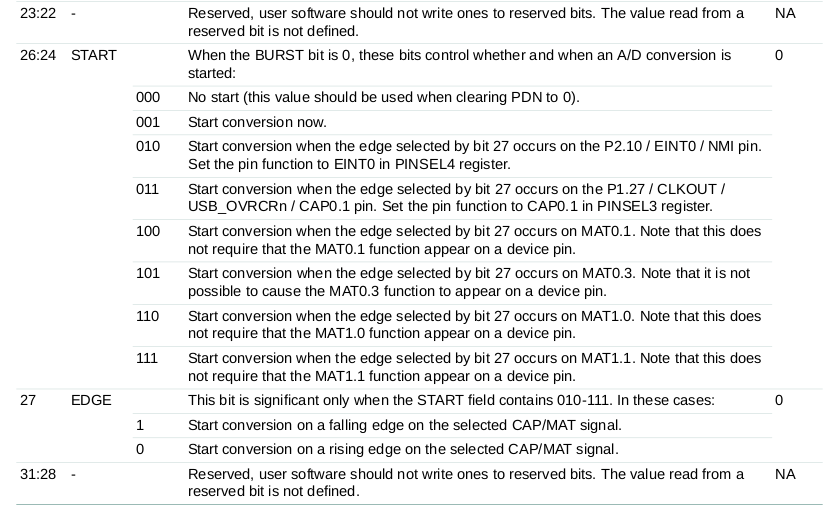 23:22 - Reserved, user software should not write ones to reserved bits. The value read from a NA
reserved bit is not defined.
26:24 START When the BURST bit is 0, these bits control whether and when an A/D conversion is 0
started:
000 No start (this value should be used when clearing PDN to 0).
001 Start conversion now.
010 Start conversion when the edge selected by bit 27 occurs on the P2.10 / EINT0 / NMI pin.
Set the pin function to EINT0 in PINSEL4 register.
011 Start conversion when the edge selected by bit 27 occurs on the P1.27 / CLKOUT /
USB_OVRCRn / CAP0.1 pin. Set the pin function to CAP0.1 in PINSEL3 register.
100 Start conversion when the edge selected by bit 27 occurs on MAT0.1. Note that this does
not require that the MAT0.1 function appear on a device pin.
101 Start conversion when the edge selected by bit 27 occurs on MAT0.3. Note that it is not
possible to cause the MAT0.3 function to appear on a device pin.
110 Start conversion when the edge selected by bit 27 occurs on MAT1.0. Note that this does
not require that the MAT1.0 function appear on a device pin.
111 Start conversion when the edge selected by bit 27 occurs on MAT1.1. Note that this does
not require that the MAT1.1 function appear on a device pin.
27 EDGE This bit is significant only when the START field contains 010-111. In these cases: 0
1 Start conversion on a falling edge on the selected CAP/MAT signal.
0 Start conversion on a rising edge on the selected CAP/MAT signal.
31:28 - Reserved, user software should not write ones to reserved bits. The value read from a NA
reserved bit is not defined.